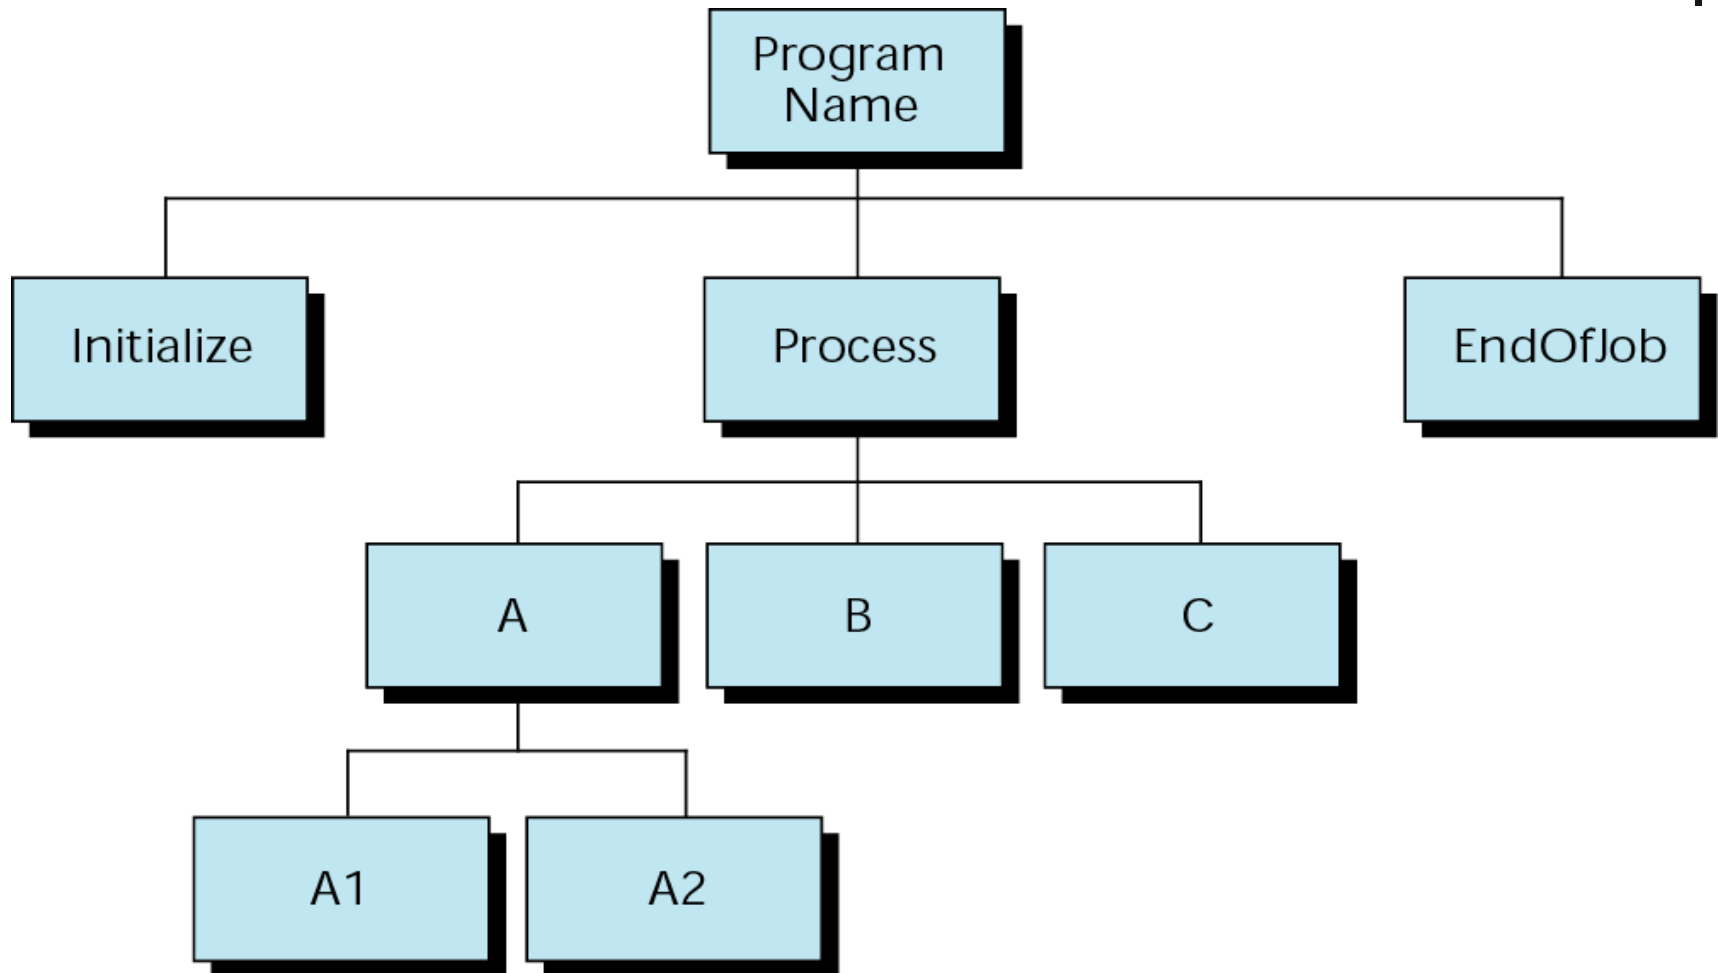 Program
Name
Initialize
Process
EndOfJob
A
B
C
A1
A2